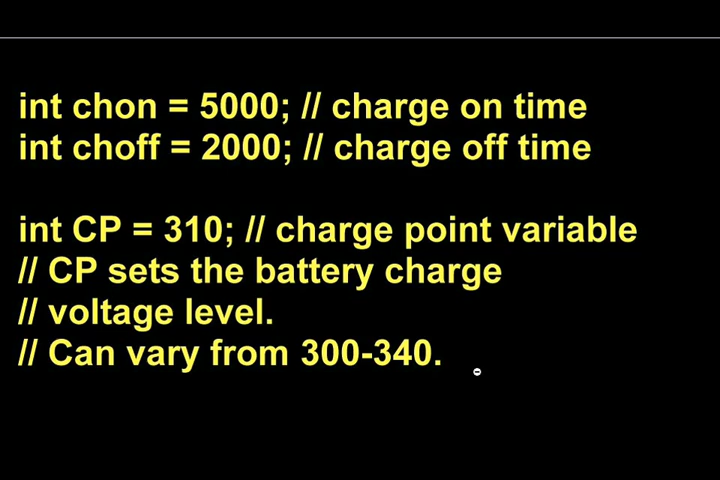 int chon = 5000; // charge on time
int choff = 2000; // charge off time
int CP = 310; // charge point variable
// CP sets the battery charge
// voltage level.
// Can vary from 300-340.